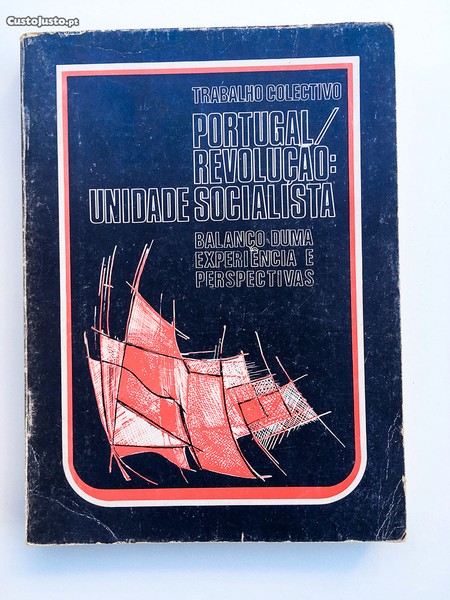 CustoJusto.pt
TRABALHO COLECTIVO
PORTUGAL/
REVOLUÇÃO:
UNIDADE SOCIALISTA
BALANÇO DUMA
EXPERIÊNCIA E
PERSPECTIVAS